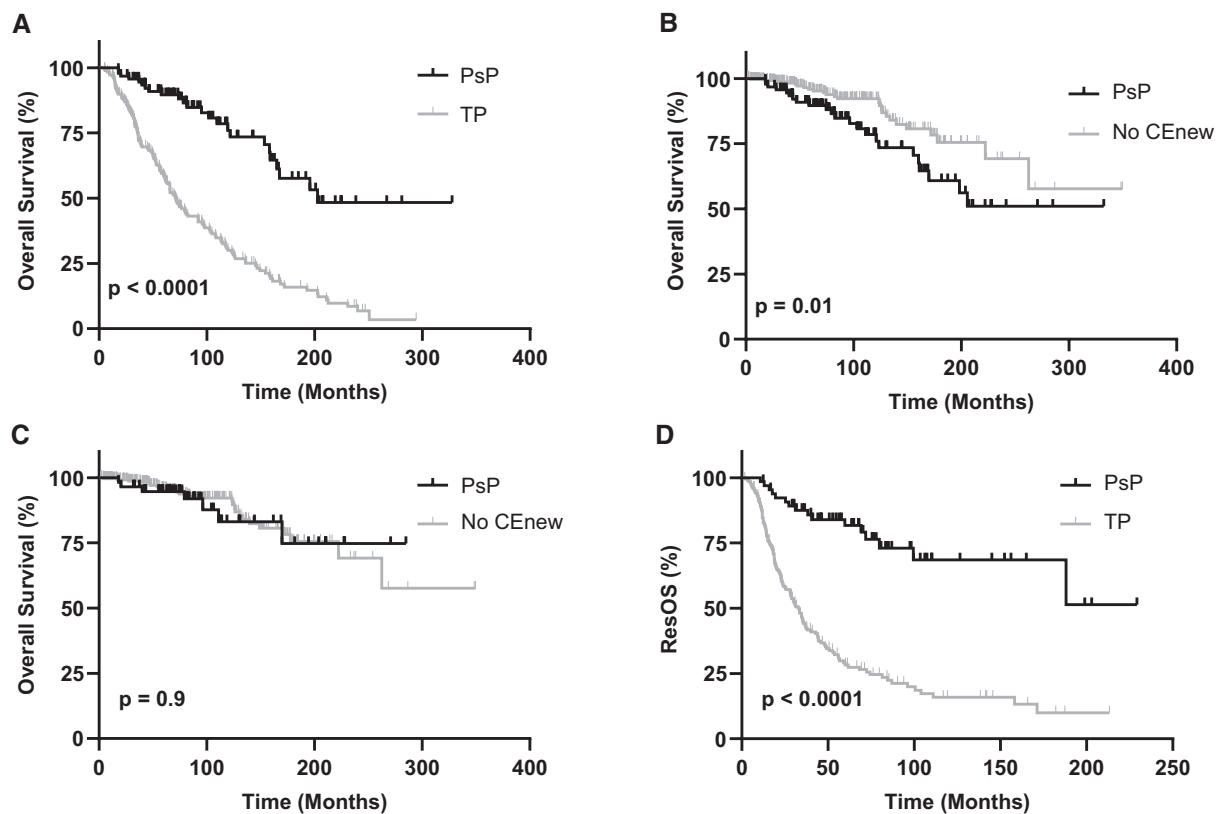 A
Overall Survival (%)
100
75
50
25
0
PsP
TP
p < 0.0001
0 100 200 300 400
Time (Months)
B
Overall Survival (%)
100
75
50
25
0
PsP
No CEnew
p = 0.01
0 100 200 300 400
Time (Months)
C
Overall Survival (%)
100
75
50
25
0
PsP
No CEnew
p = 0.9
0 100 200 300 400
Time (Months)
D
ResOS (%)
100
75
50
25
0
PsP
TP
p < 0.0001
0 50 100 150 200 250
Time (Months)